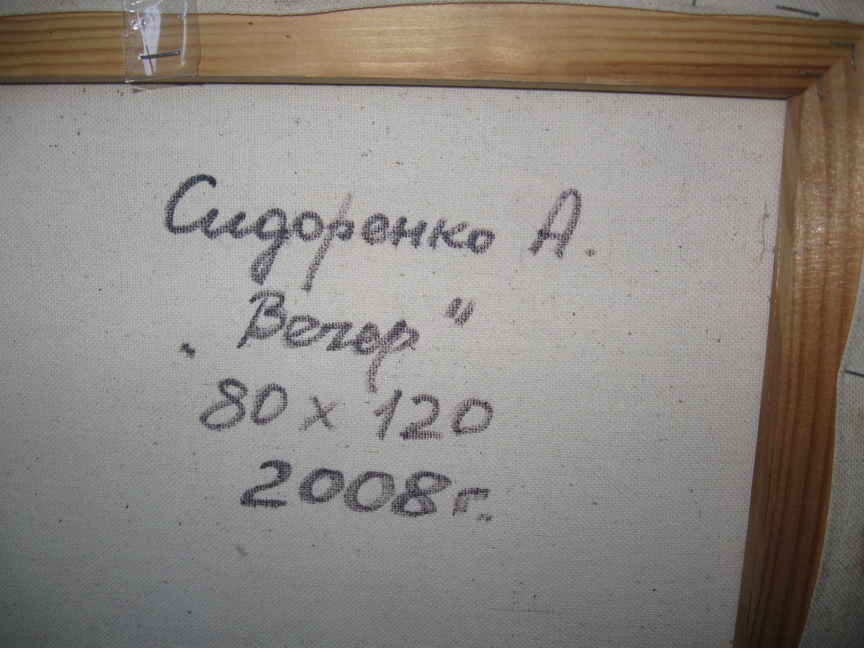 Сидоренко А.
„Вечер"
80 x 120
2008г.